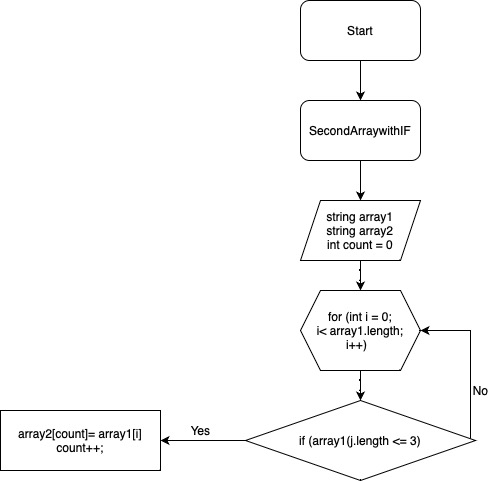 Start
SecondArraywithIF
string array1
string array2
int count = 0
for (int i = 0;
i< array1.length;
i++)
No
if (array1(j.length <= 3)
Yes
array2[count]= array1[i]
count++;